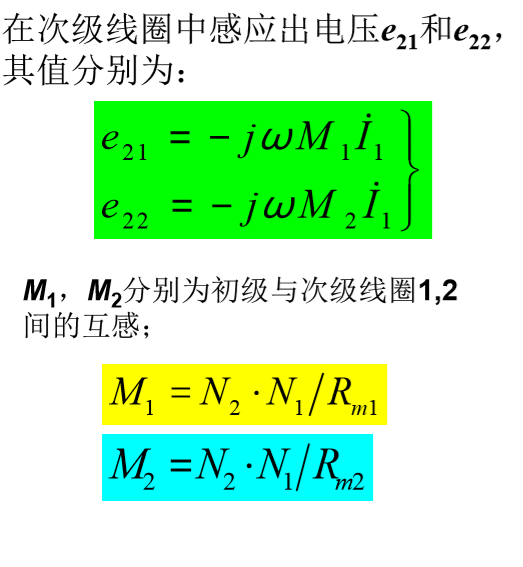 在次级线圈中感应出电压e₂₁和e₂₂，
其值分别为：
e₂₁ = −jωM₁İ₁
e₂₂ = −jωM₂İ₁
M₁，M₂分别为初级与次级线圈1,2
间的互感；
M₁ = N₂·N₁/Rₘ₁
M₂ =N₂·N₁/Rₘ₂